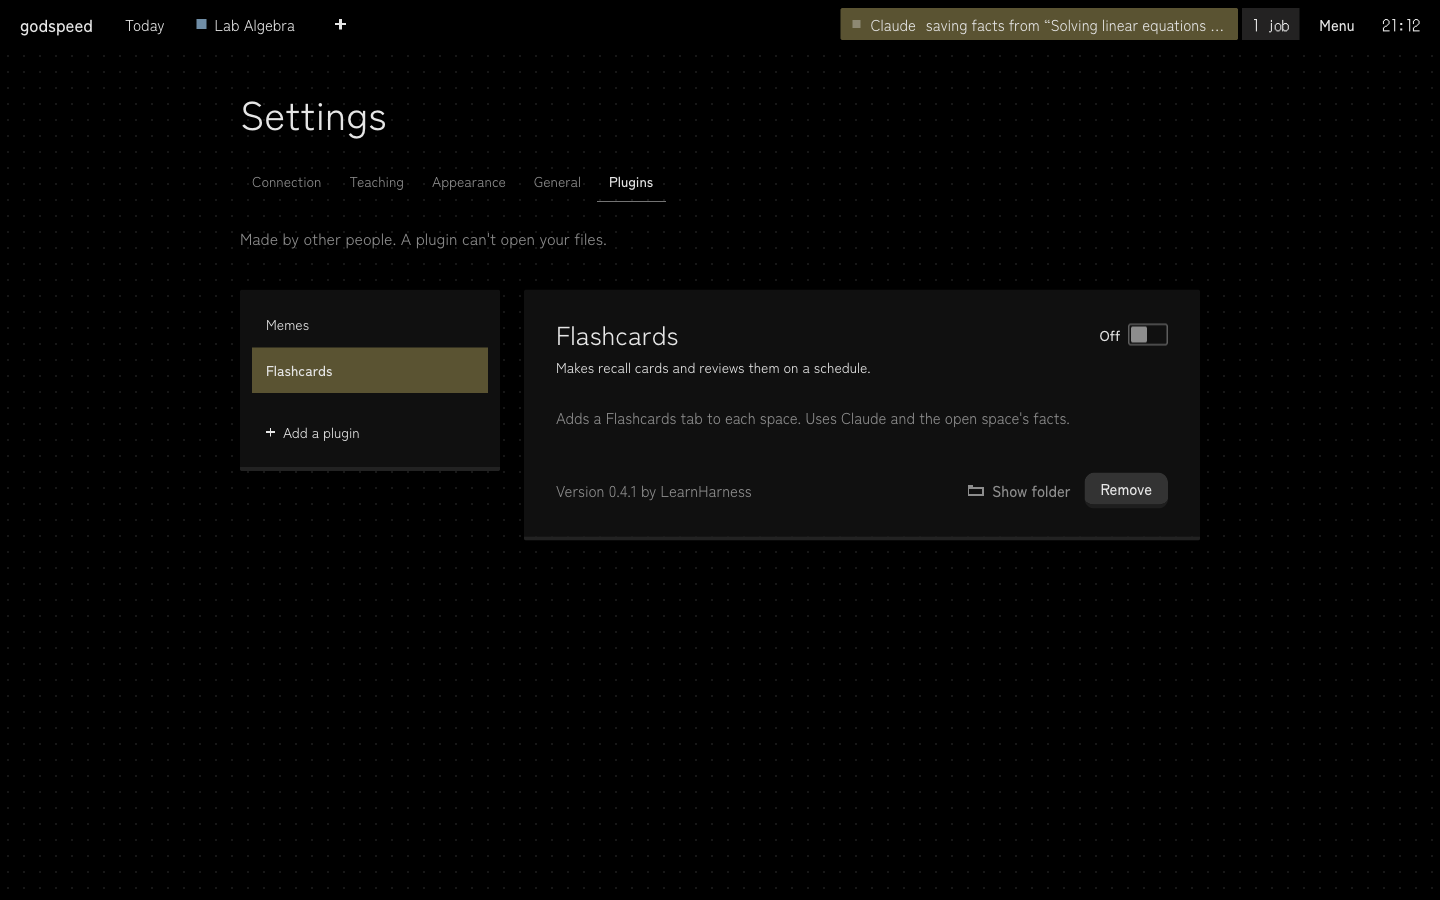 godspeed Today Lab Algebra + Claude saving facts from “Solving linear equations … 1 job Menu 21:12
Settings
Connection Teaching Appearance General Plugins
Made by other people. A plugin can't open your files.
Memes
Flashcards
+ Add a plugin
Flashcards Off
Makes recall cards and reviews them on a schedule.
Adds a Flashcards tab to each space. Uses Claude and the open space's facts.
Version 0.4.1 by LearnHarness Show folder Remove